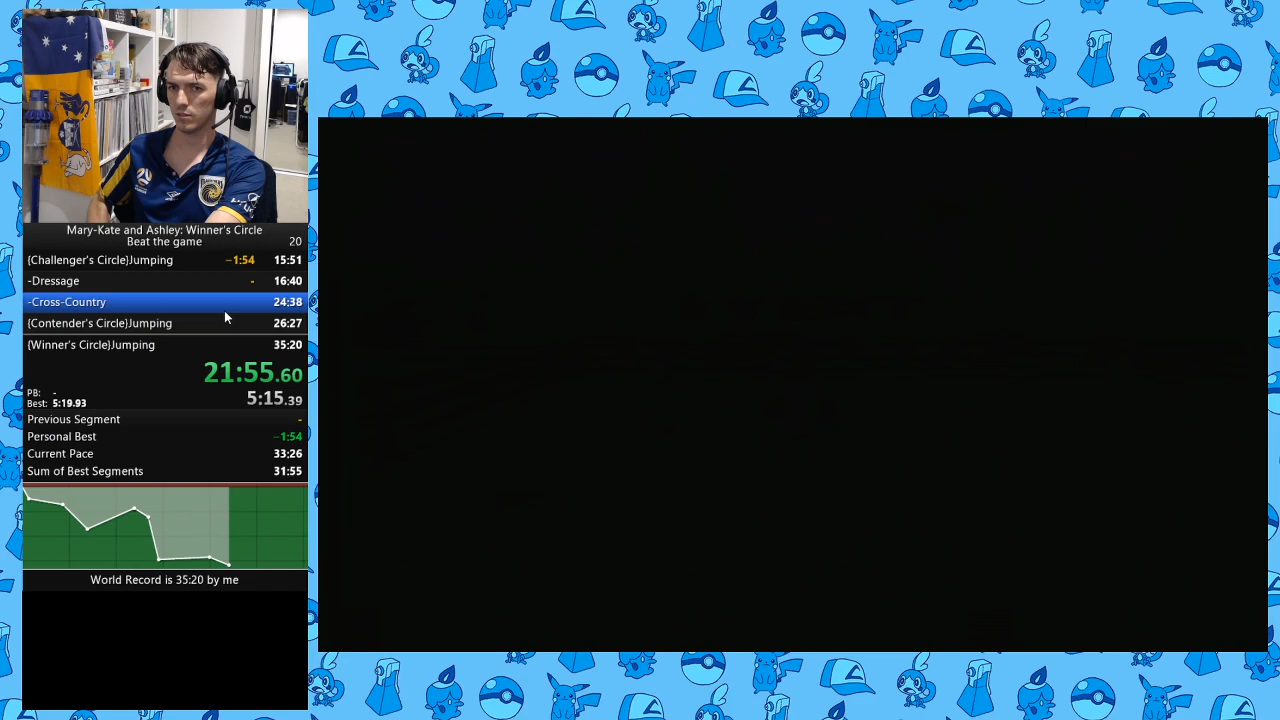 Mary-Kate and Ashley: Winner's Circle
Beat the game 20
{Challenger's Circle}Jumping −1:54 15:51
-Dressage - 16:40
-Cross-Country 24:38
{Contender's Circle}Jumping 26:27
{Winner's Circle}Jumping 35:20
21:55.60
PB: -
Best: 5:19.93 5:15.39
Previous Segment -
Personal Best −1:54
Current Pace 33:26
Sum of Best Segments 31:55
World Record is 35:20 by me